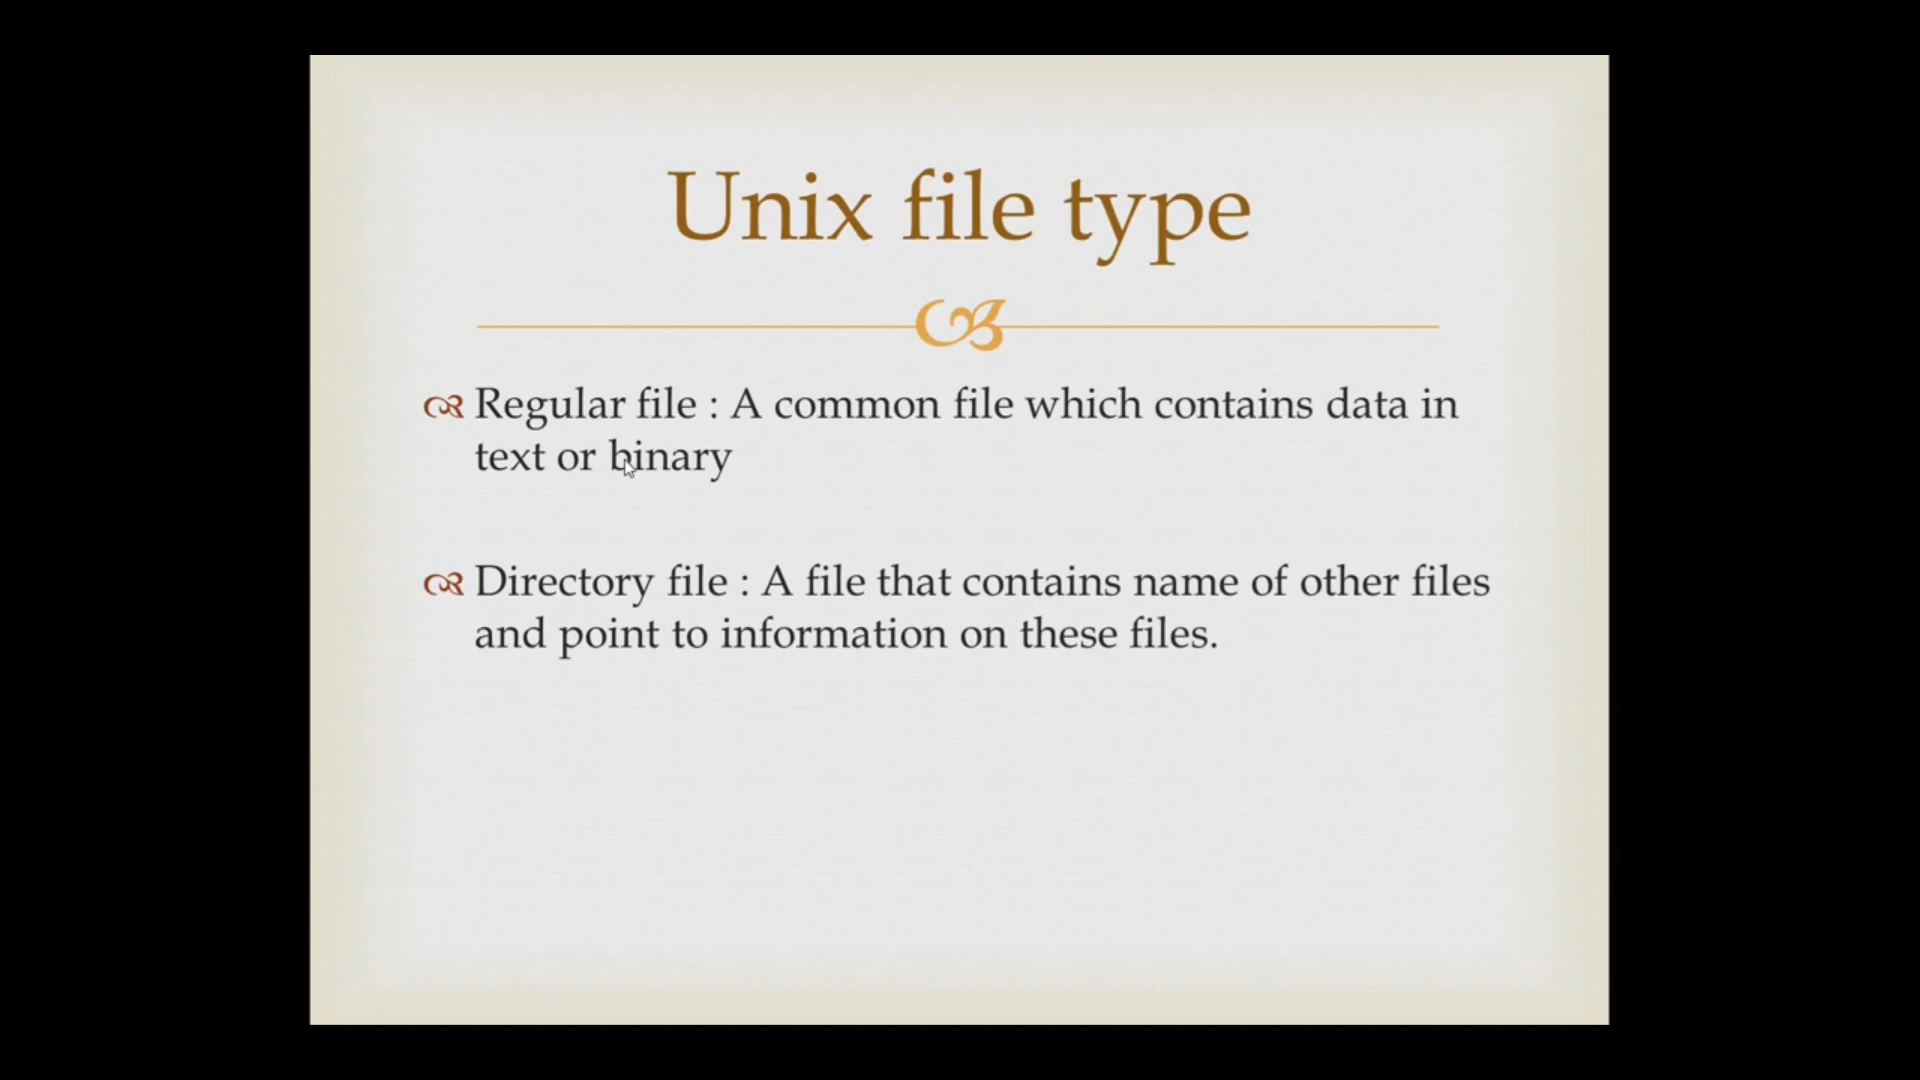 Unix file type
Regular file : A common file which contains data in
text or binary
Directory file : A file that contains name of other files
and point to information on these files.